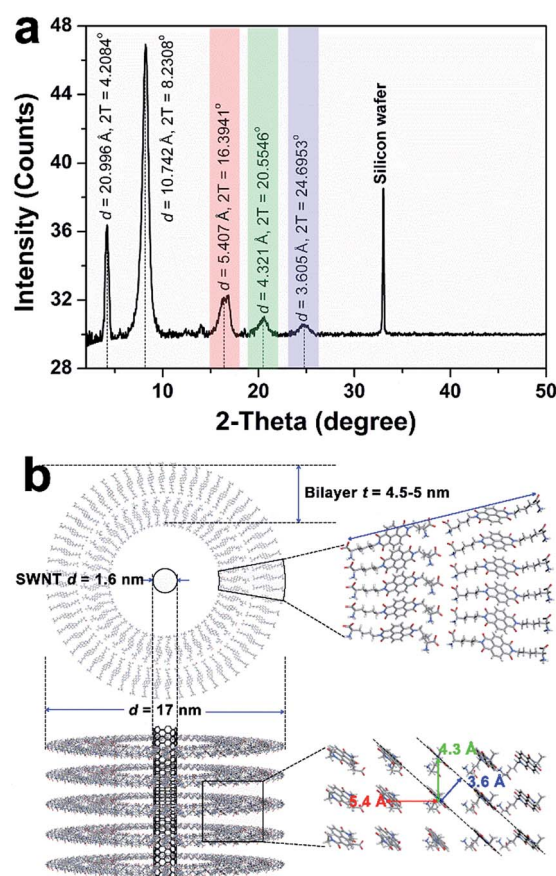 a
48
44
40
36
32
28
Intensity (Counts)
d = 20.996 Å, 2T = 4.2084°
d = 10.742 Å, 2T = 8.2308°
d = 5.407 Å, 2T = 16.3941°
d = 4.321 Å, 2T = 20.5546°
d = 3.605 Å, 2T = 24.6953°
Silicon wafer
10 20 30 40 50
2-Theta (degree)
b
Bilayer t = 4.5-5 nm
SWNT d = 1.6 nm
d = 17 nm
4.3 Å
3.6 Å
5.4 Å